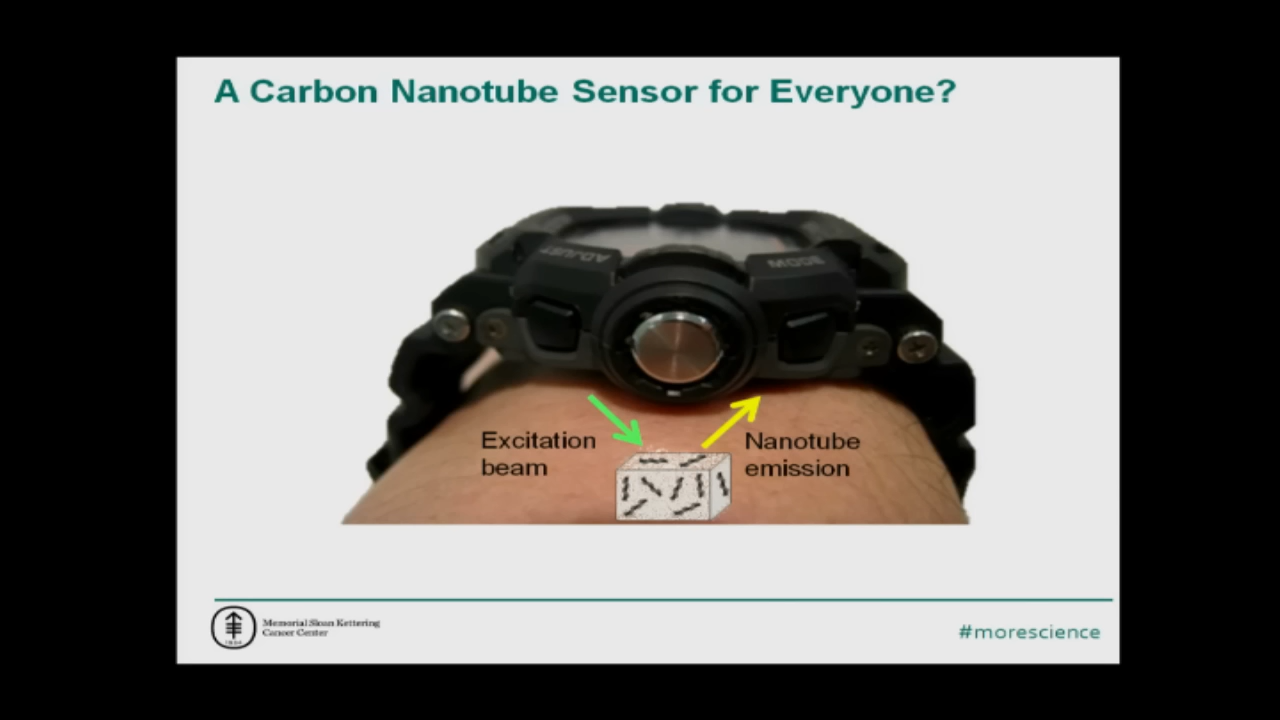 A Carbon Nanotube Sensor for Everyone?
ADJUST
MODE
Excitation
beam
Nanotube
emission
Memorial Sloan Kettering
Cancer Center
#morescience